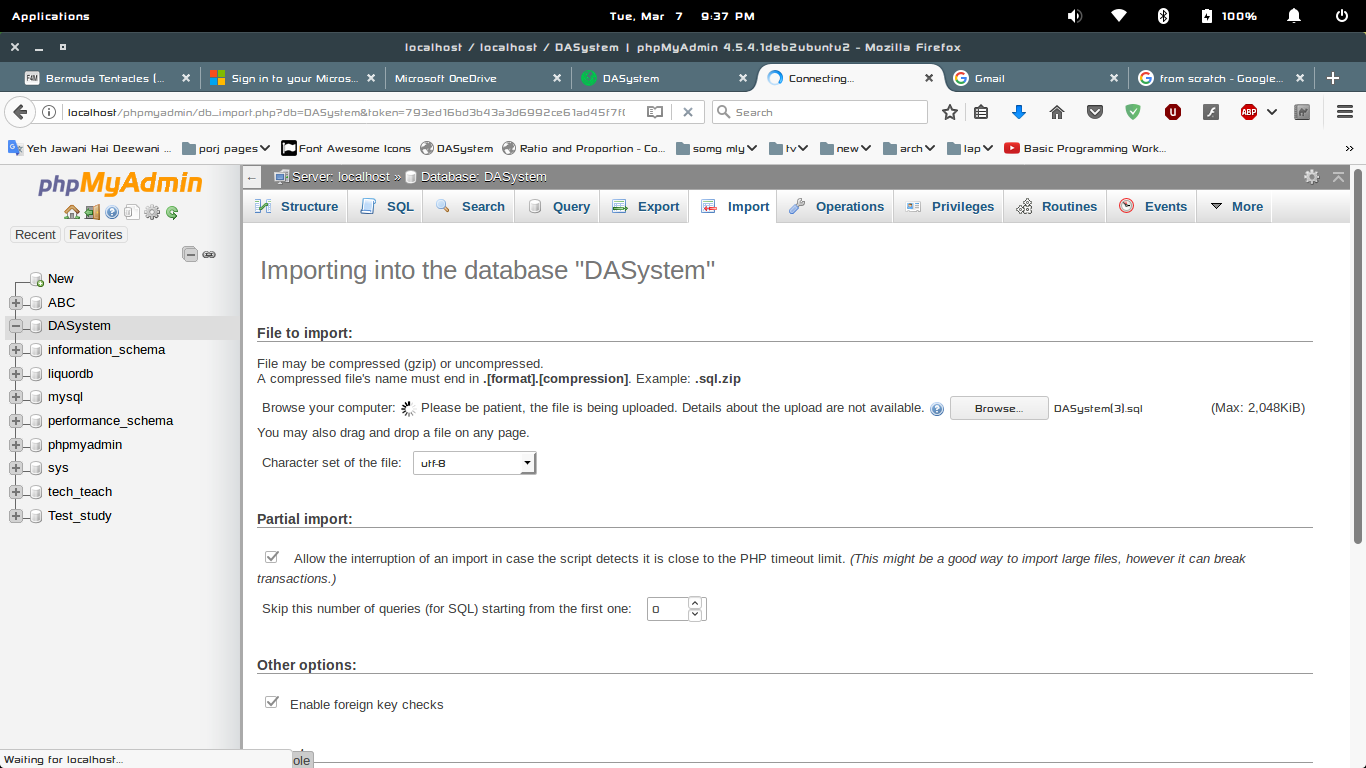 Applications
Tue, Mar 7 9:37 PM
100%
localhost / localhost / DASystem | phpMyAdmin 4.5.4.1deb2ubuntu2 - Mozilla Firefox
F4M Bermuda Tentacles (... Sign in to your Micros... Microsoft OneDrive DASystem Connecting... Gmail from scratch - Google...
localhost/phpmyadmin/db_import.php?db=DASystem&token=793ed16bd3b43a3d6992ce61ad45f7f Search ABP
Yeh Jawani Hai Deewani ... porj pages Font Awesome Icons DASystem Ratio and Proportion - Co... somg mly tv new arch lap Basic Programming Work... »
phpMyAdmin
Server: localhost » Database: DASystem
Structure SQL Search Query Export Import Operations Privileges Routines Events More
Recent Favorites
New
ABC
DASystem
information_schema
liquordb
mysql
performance_schema
phpmyadmin
sys
tech_teach
Test_study
Importing into the database "DASystem"
File to import:
File may be compressed (gzip) or uncompressed.
A compressed file's name must end in .[format].[compression]. Example: .sql.zip
Browse your computer: Please be patient, the file is being uploaded. Details about the upload are not available. Browse... DASystem(3).sql (Max: 2,048KiB)
You may also drag and drop a file on any page.
Character set of the file: utf-8
Partial import:
Allow the interruption of an import in case the script detects it is close to the PHP timeout limit. (This might be a good way to import large files, however it can break
transactions.)
Skip this number of queries (for SQL) starting from the first one: 0
Other options:
Enable foreign key checks
Waiting for localhost... ole